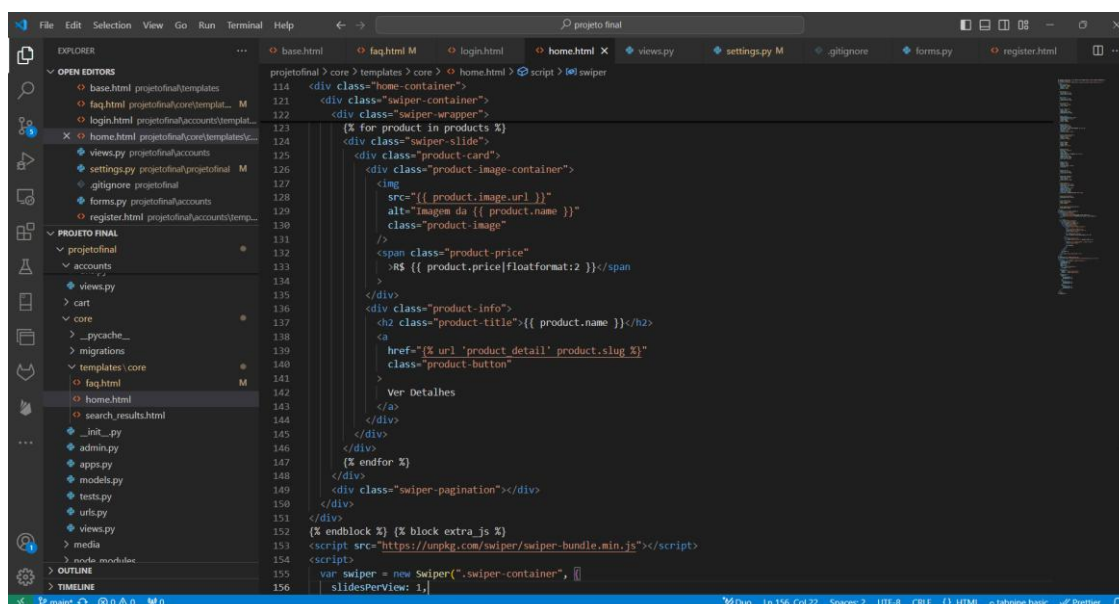 File Edit Selection View Go Run Terminal Help
projeto final
EXPLORER
OPEN EDITORS
base.html projetofinal\templates
faq.html projetofinal\core\templat... M
login.html projetofinal\accounts\templat...
home.html projetofinal\core\templates\c...
views.py projetofinal\accounts
settings.py projetofinal\projetofinal M
.gitignore projetofinal
forms.py projetofinal\accounts
register.html projetofinal\accounts\temp...
PROJETO FINAL
projetofinal
accounts
views.py
cart
core
__pycache__
migrations
templates\core
faq.html M
home.html
search_results.html
__init__.py
admin.py
apps.py
models.py
tests.py
urls.py
views.py
media
node_modules
OUTLINE
TIMELINE
base.html faq.html M login.html home.html views.py settings.py M .gitignore forms.py register.html
projetofinal > core > templates > core > home.html > script > swiper
114 <div class="home-container">
121 <div class="swiper-container">
122 <div class="swiper-wrapper">
123 {% for product in products %}
124 <div class="swiper-slide">
125 <div class="product-card">
126 <div class="product-image-container">
127 <img
128 src="{{ product.image.url }}"
129 alt="Imagem da {{ product.name }}"
130 class="product-image"
131 />
132 <span class="product-price"
133 >R$ {{ product.price|floatformat:2 }}</span
134 >
135 </div>
136 <div class="product-info">
137 <h2 class="product-title">{{ product.name }}</h2>
138 <a
139 href="{% url 'product_detail' product.slug %}"
140 class="product-button"
141 >
142 Ver Detalhes
143 </a>
144 </div>
145 </div>
146 </div>
147 {% endfor %}
148 </div>
149 <div class="swiper-pagination"></div>
150 </div>
151 </div>
152 {% endblock %} {% block extra_js %}
153 <script src="https://unpkg.com/swiper/swiper-bundle.min.js"></script>
154 <script>
155 var swiper = new Swiper(".swiper-container", {
156 slidesPerView: 1,
main* 0 0 0 Duo Ln 156, Col 22 Spaces: 2 UTF-8 CRLF {} HTML tabnine basic Prettier